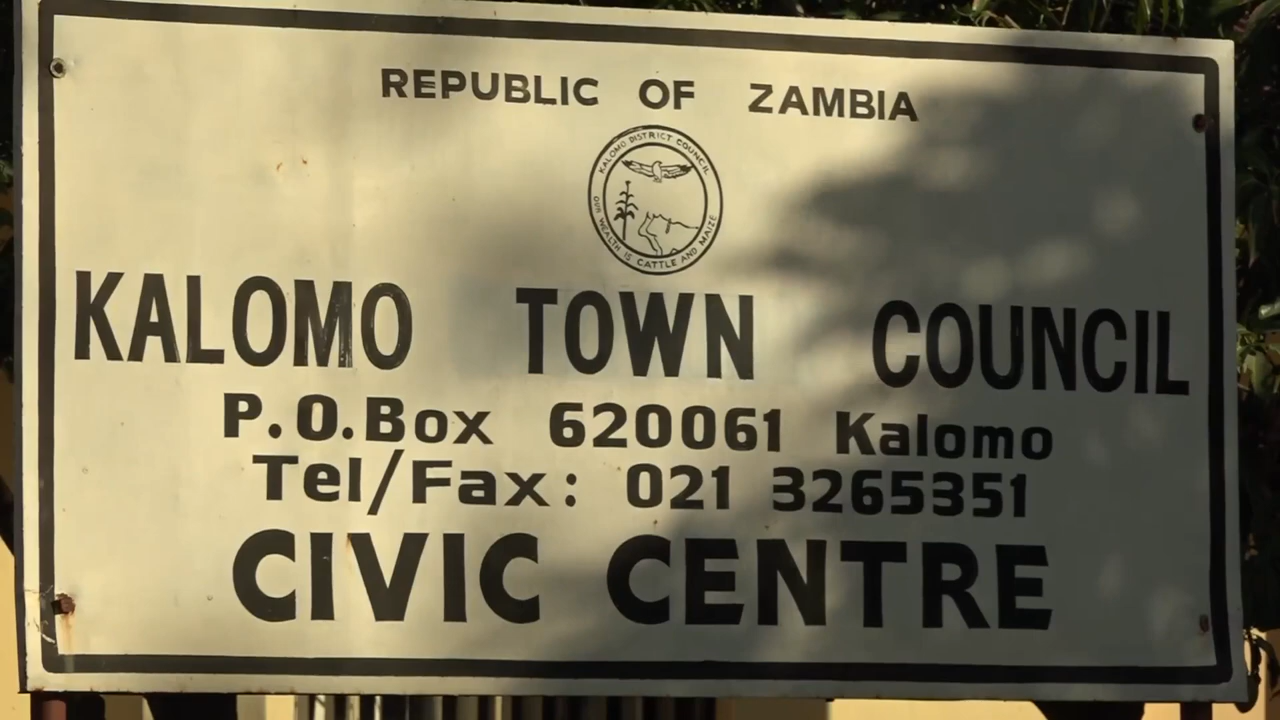 REPUBLIC OF ZAMBIA
KALOMO DISTRICT COUNCIL
OUR WEALTH IS CATTLE AND MAIZE
KALOMO TOWN COUNCIL
P.O.Box 620061 Kalomo
Tel/Fax: 021 3265351
CIVIC CENTRE